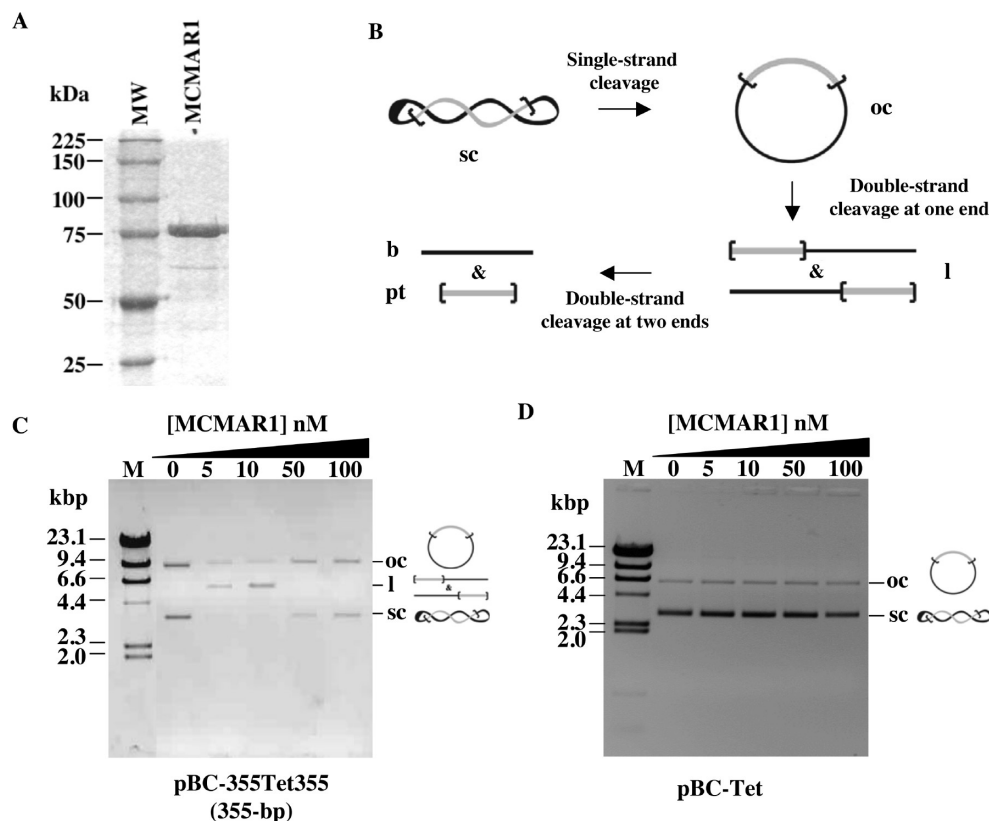 A
kDa
MW
MCMAR1
225
150
100
75
50
25
B
Single-strand
cleavage
sc
oc
Double-strand
cleavage at one end
b
&
pt
&
l
Double-strand
cleavage at two ends
C
[MCMAR1] nM
M 0 5 10 50 100
kbp
23.1
9.4
6.6
4.4
2.3
2.0
oc
l
&
sc
pBC-355Tet355
(355-bp)
D
[MCMAR1] nM
M 0 5 10 50 100
kbp
23.1
9.4
6.6
4.4
2.3
2.0
oc
sc
pBC-Tet